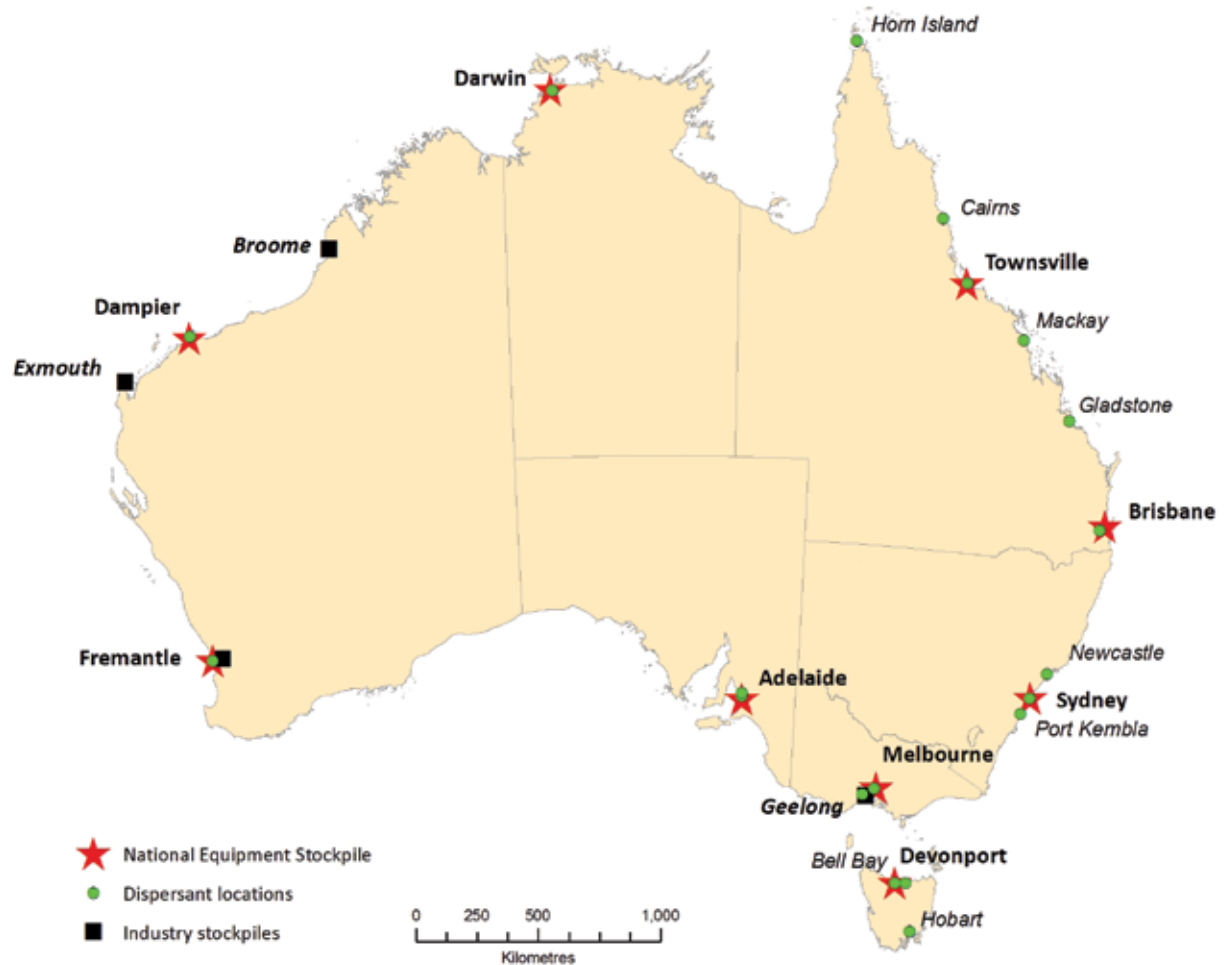 Horn Island
Darwin
Cairns
Broome
Townsville
Dampier
Mackay
Exmouth
Gladstone
Brisbane
Newcastle
Fremantle
Adelaide
Sydney
Port Kembla
Melbourne
Geelong
Bell Bay
Devonport
Hobart
National Equipment Stockpile
Dispersant locations
Industry stockpiles
0 250 500 1,000
Kilometres